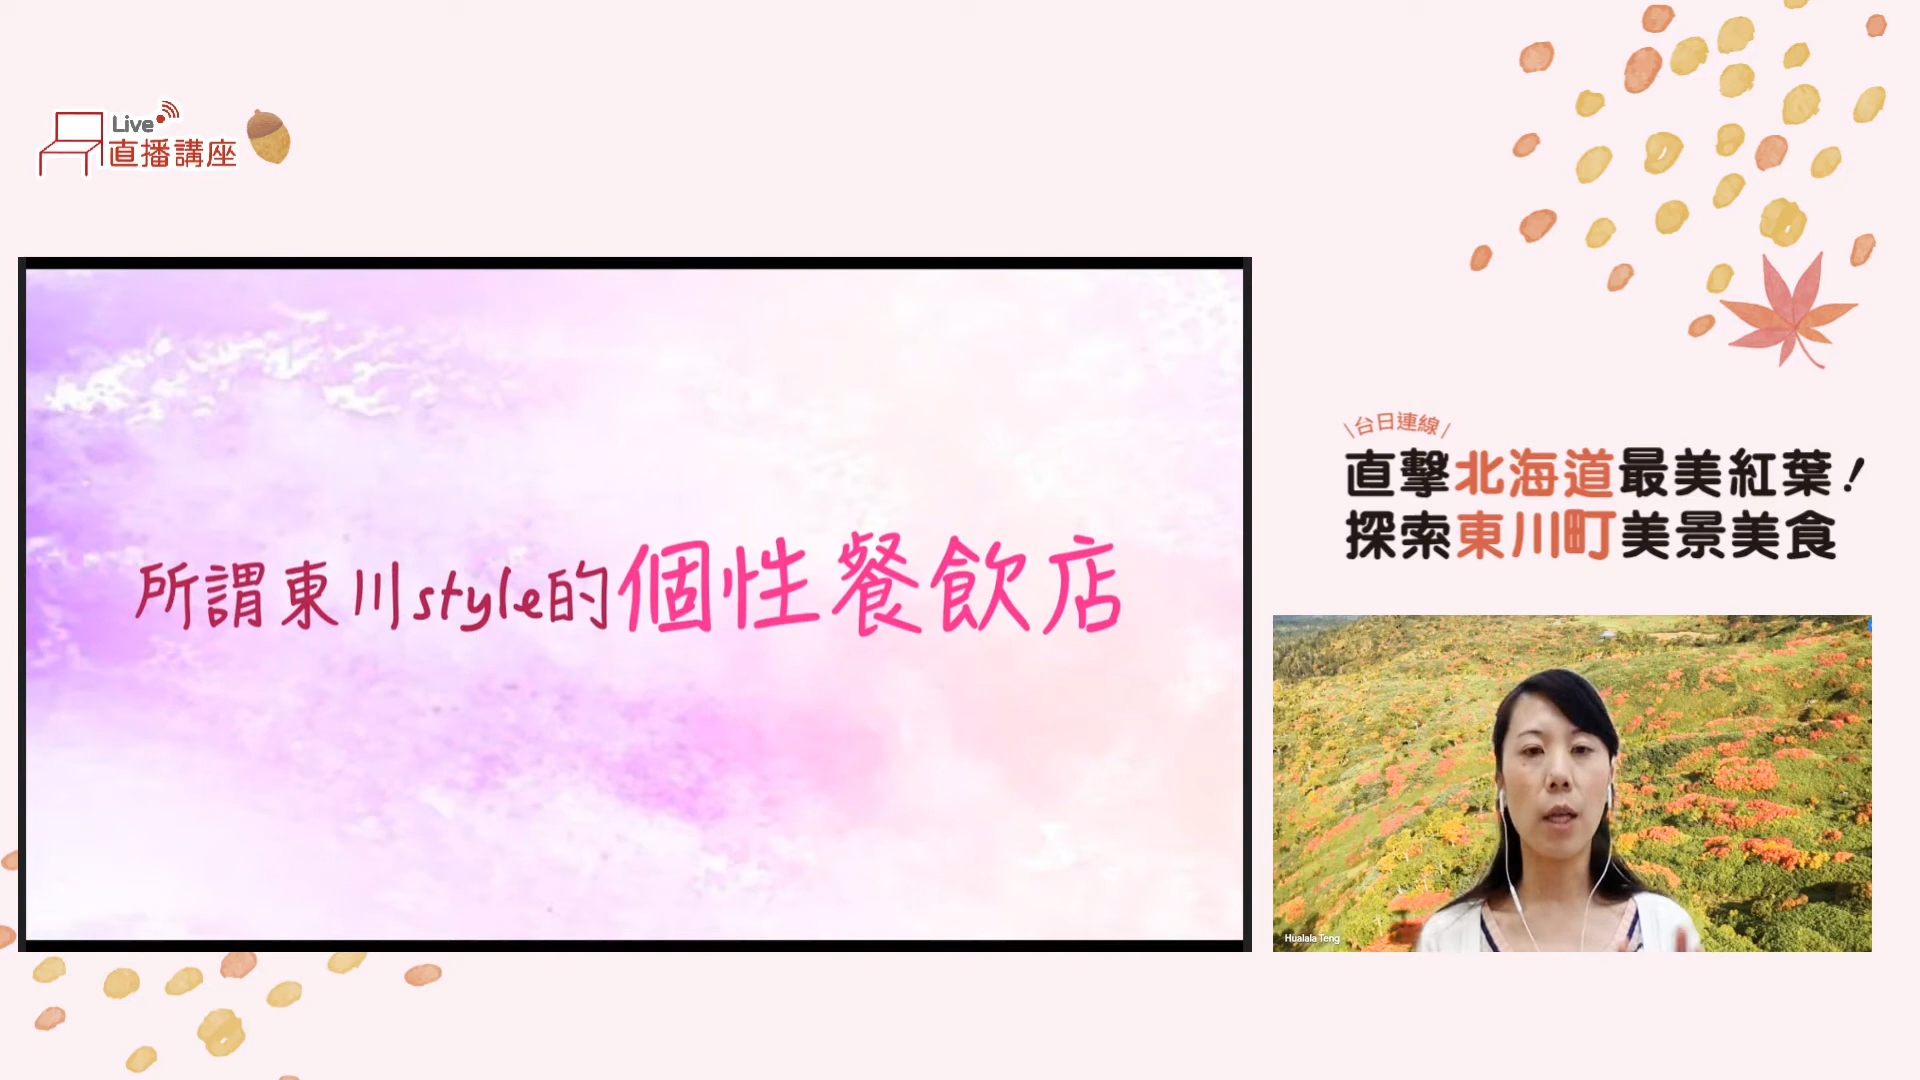 Live
直播講座
所謂東川style的個性餐飲店
\台日連線/
直擊北海道最美紅葉!
探索東川町美景美食
Hualala Teng